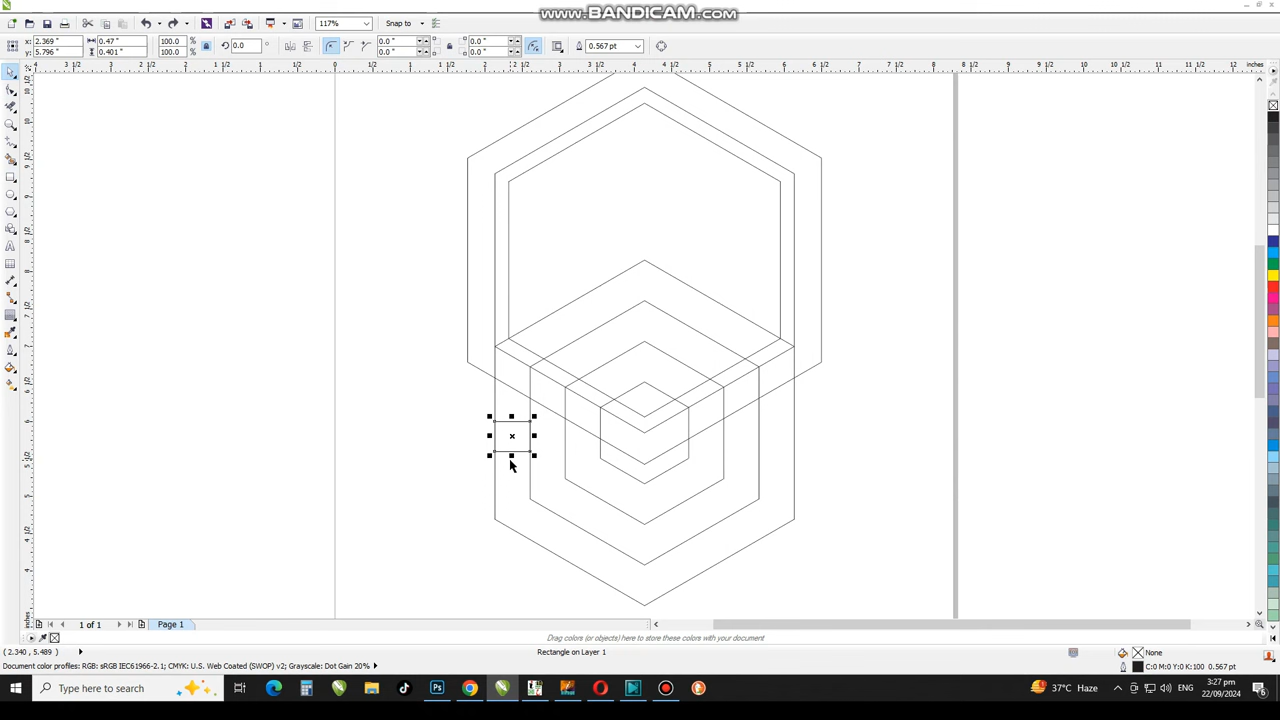 www.BANDICAM.com
117%
Snap to
x: 2.369 " 0.47 " 100.0 % 0.0 ° 0.0 " 0.0 " 0.567 pt
y: 5.796 " 0.401 " 100.0 % 0.0 " 0.0 "
inches
1 of 1 Page 1
Drag colors (or objects) here to store these colors with your document
( 2.340 , 5.489 ) Rectangle on Layer 1 None
Document color profiles: RGB: sRGB IEC61966-2.1; CMYK: U.S. Web Coated (SWOP) v2; Grayscale: Dot Gain 20% C:0 M:0 Y:0 K:100 0.567 pt
Type here to search 37°C Haze ENG 3:27 pm
22/09/2024